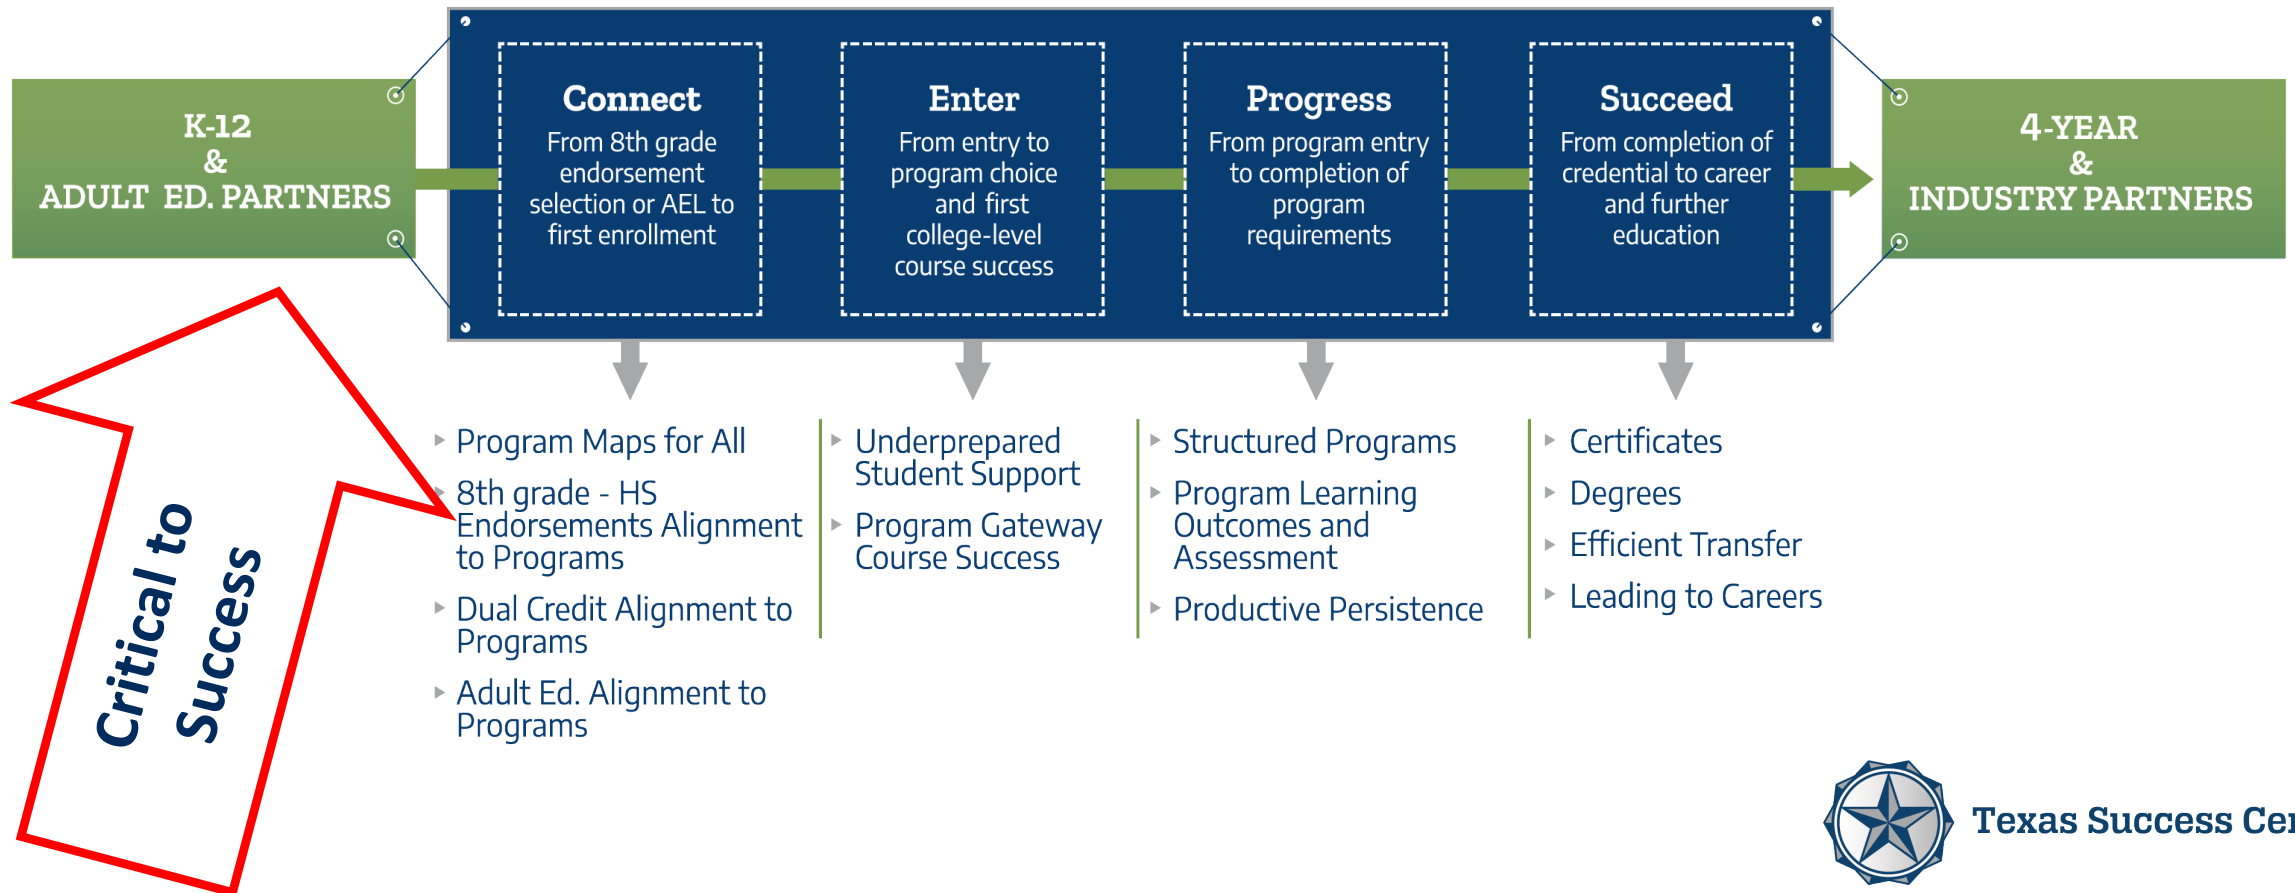 K-12
&
ADULT ED. PARTNERS
Connect
From 8th grade
endorsement
selection or AEL to
first enrollment
Enter
From entry to
program choice
and first
college-level
course success
Progress
From program entry
to completion of
program
requirements
Succeed
From completion of
credential to career
and further
education
4-YEAR
&
INDUSTRY PARTNERS
Critical to
Success
Program Maps for All
8th grade - HS
Endorsements Alignment
to Programs
Dual Credit Alignment to
Programs
Adult Ed. Alignment to
Programs
Underprepared
Student Support
Program Gateway
Course Success
Structured Programs
Program Learning
Outcomes and
Assessment
Productive Persistence
Certificates
Degrees
Efficient Transfer
Leading to Careers
Texas Success